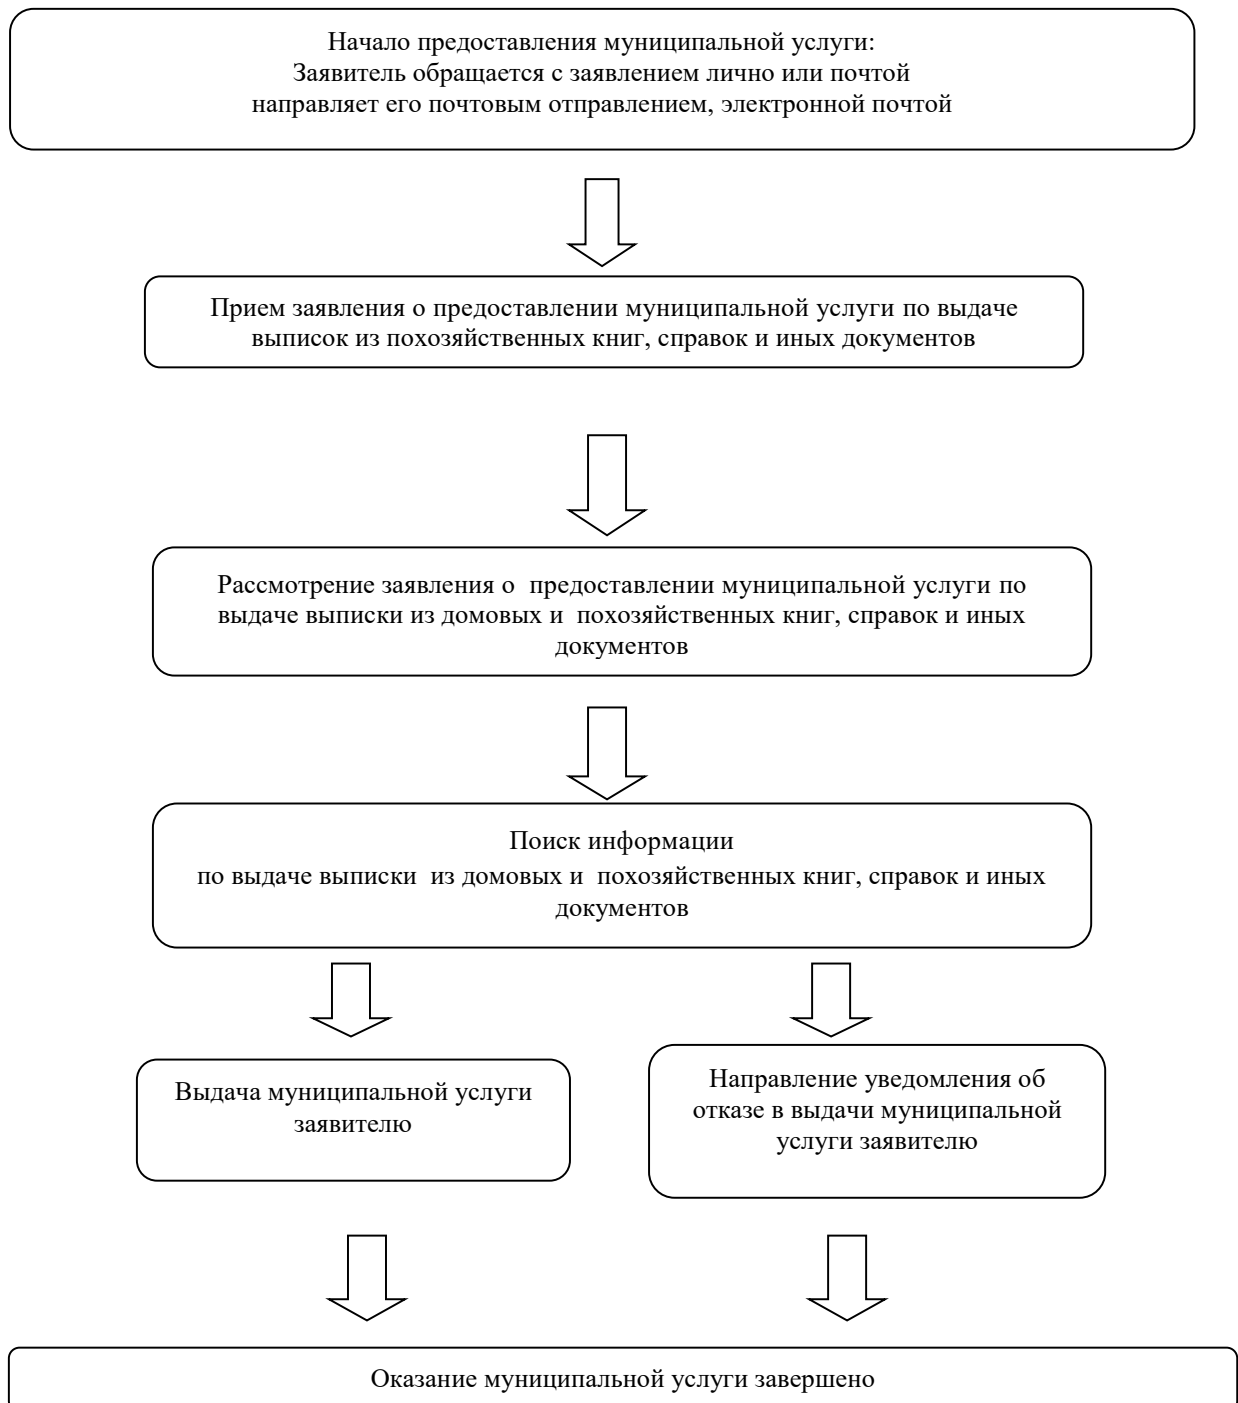 Начало предоставления муниципальной услуги:
Заявитель обращается с заявлением лично или почтой
направляет его почтовым отправлением, электронной почтой
Прием заявления о предоставлении муниципальной услуги по выдаче
выписок из похозяйственных книг, справок и иных документов
Рассмотрение заявления о предоставлении муниципальной услуги по
выдаче выписки из домовых и похозяйственных книг, справок и иных
документов
Поиск информации
по выдаче выписки из домовых и похозяйственных книг, справок и иных
документов
Выдача муниципальной услуги
заявителю
Направление уведомления об
отказе в выдачи муниципальной
услуги заявителю
Оказание муниципальной услуги завершено